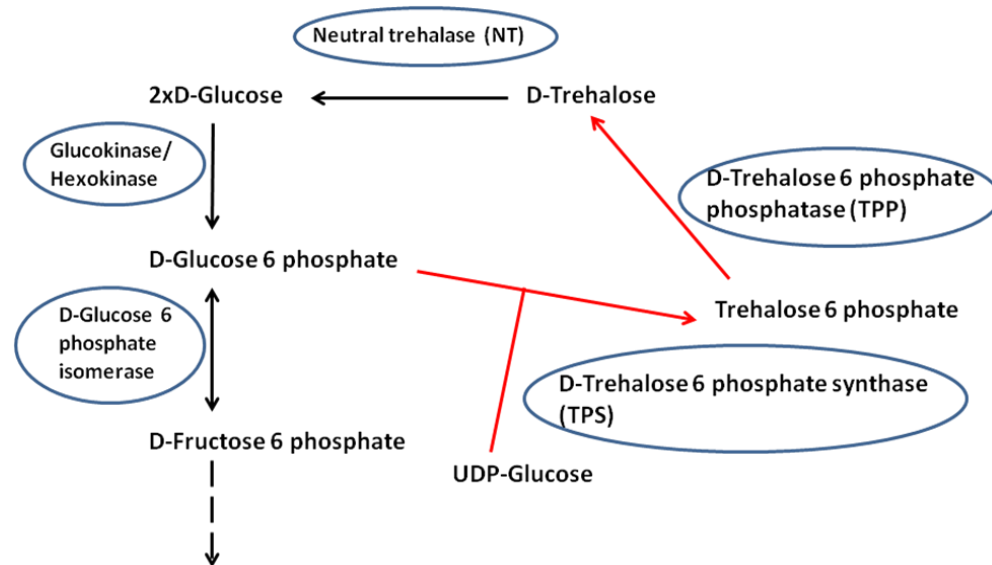 Neutral trehalase (NT)
2xD-Glucose
D-Trehalose
Glucokinase/
Hexokinase
D-Trehalose 6 phosphate
phosphatase (TPP)
D-Glucose 6 phosphate
Trehalose 6 phosphate
D-Glucose 6
phosphate
isomerase
D-Trehalose 6 phosphate synthase
(TPS)
D-Fructose 6 phosphate
UDP-Glucose